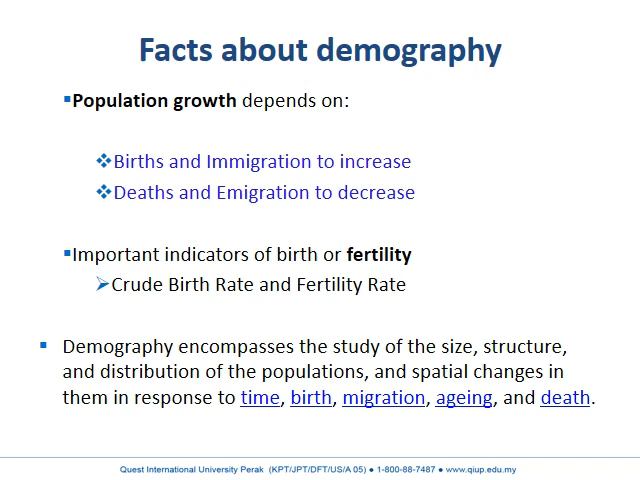 Facts about demography
▪Population growth depends on:
❖Births and Immigration to increase
❖Deaths and Emigration to decrease
▪Important indicators of birth or fertility
➢Crude Birth Rate and Fertility Rate
▪ Demography encompasses the study of the size, structure,
and distribution of the populations, and spatial changes in
them in response to time, birth, migration, ageing, and death.
Quest International University Perak (KPT/JPT/DFT/US/A 05) ● 1-800-88-7487 ● www.qiup.edu.my